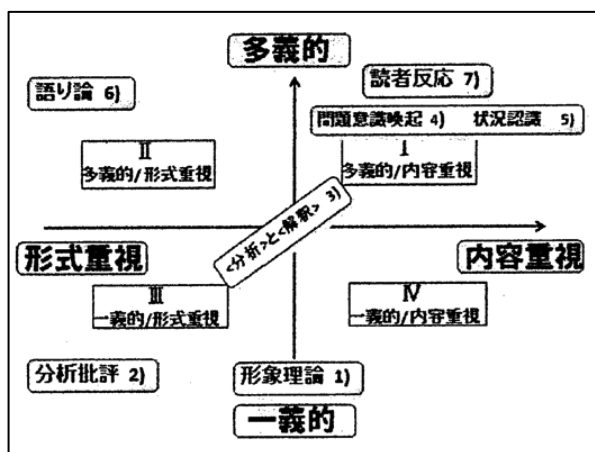 多義的
語り論 6)
読者反応 7)
問題意識喚起 4) 状況認識 5)
Ⅱ
多義的/形式重視
Ⅰ
多義的/内容重視
<分析>と<解釈> 3)
形式重視
内容重視
Ⅲ
一義的/形式重視
Ⅳ
一義的/内容重視
分析批評 2)
形象理論 1)
一義的